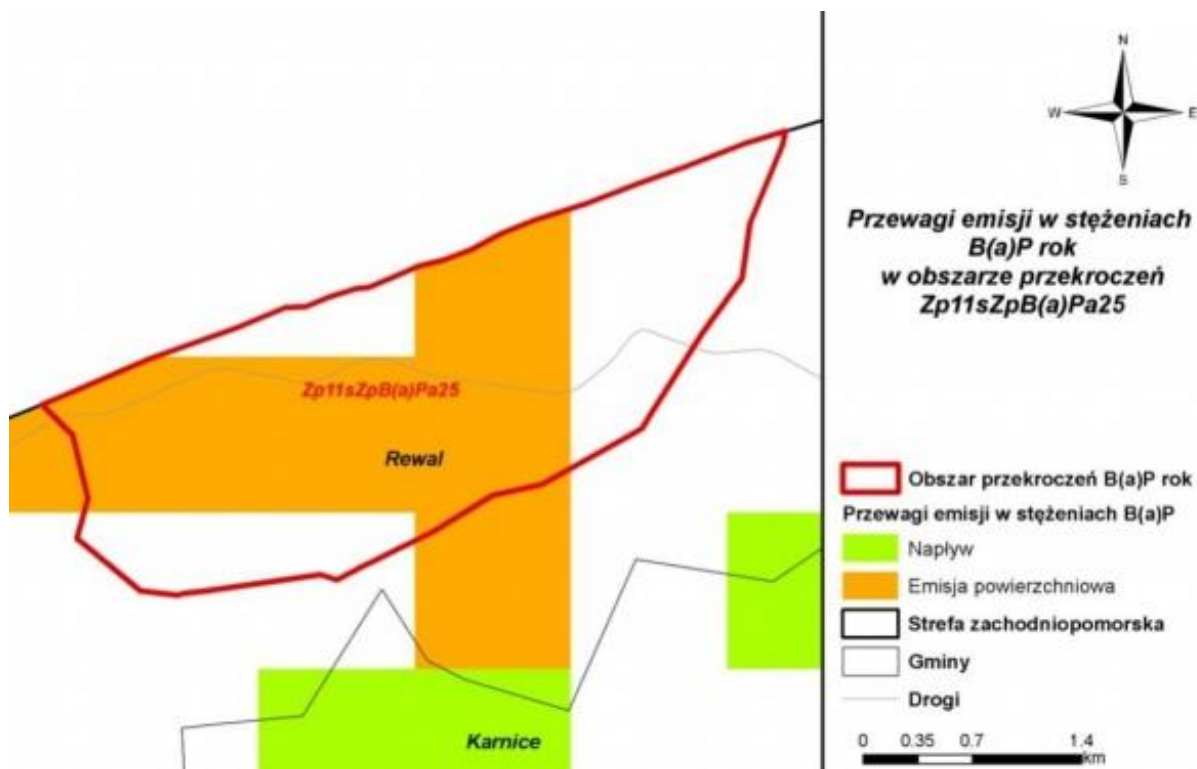 N
W
E
S
Przewagi emisji w stężeniach
B(a)P rok
w obszarze przekroczeń
Zp11sZpB(a)Pa25
Zp11sZpB(a)Pa25
Rewal
Karnice
Obszar przekroczeń B(a)P rok
Przewagi emisji w stężeniach B(a)P
Napływ
Emisja powierzchniowa
Strefa zachodniopomorska
Gminy
Drogi
0 0.35 0.7 1.4
km